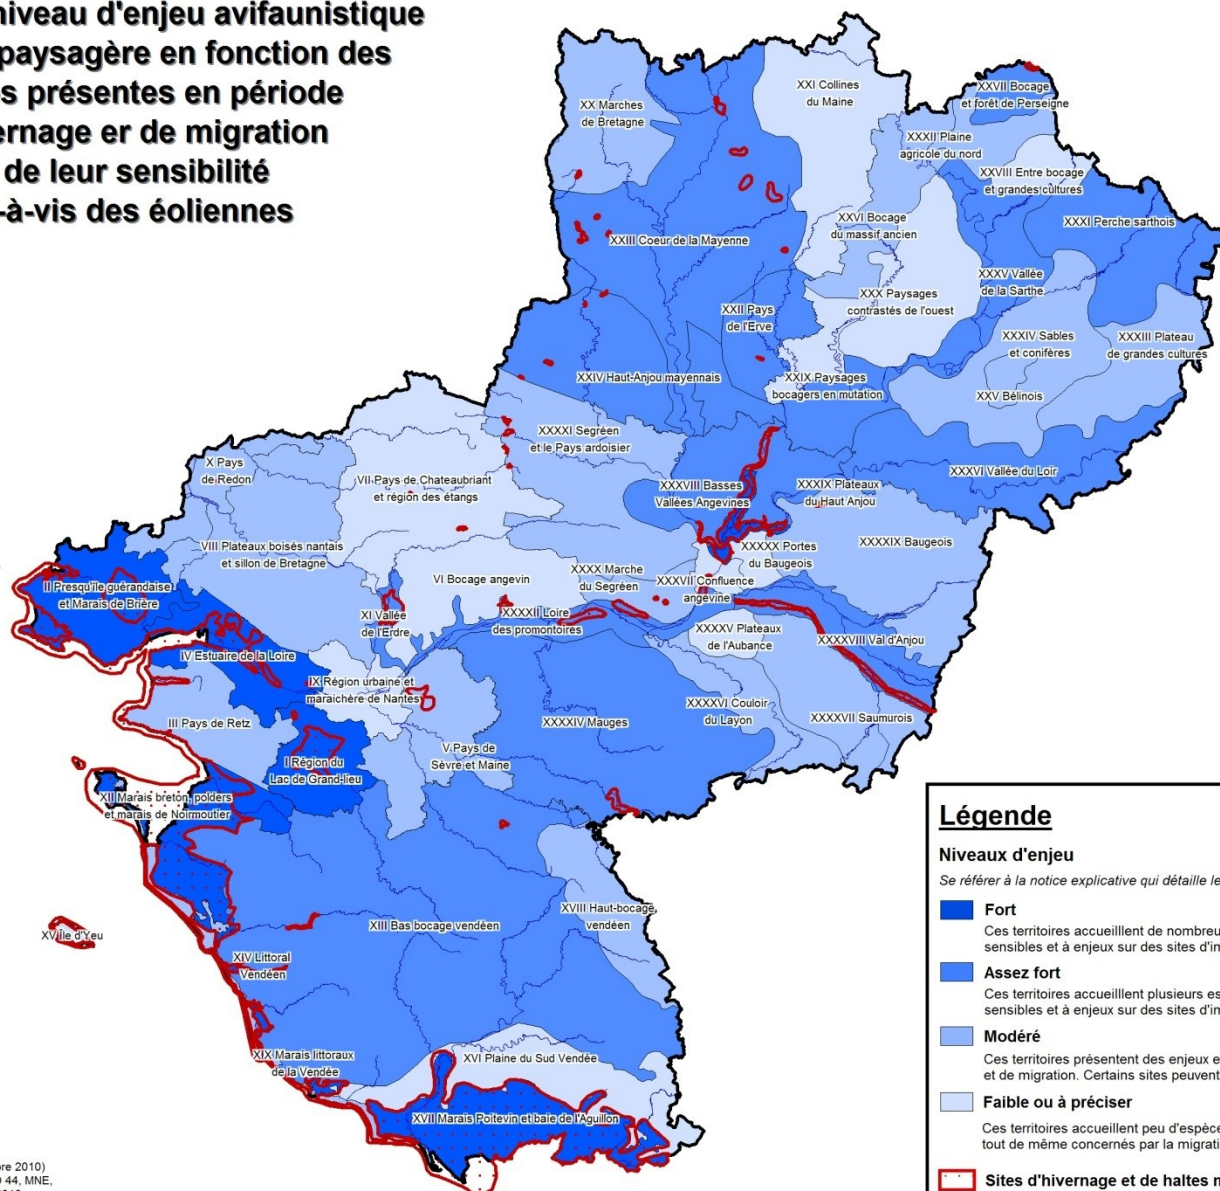 niveau d'enjeu avifaunistique
paysagère en fonction des
s présentes en période
ernage er de migration
de leur sensibilité
-à-vis des éoliennes
XX Marches
de Bretagne
XXI Collines
du Maine
XXVII Bocage
et forêt de Perseigne
XXXII Plaine
agricole du nord
XXVIII Entre bocage
et grandes cultures
XXXI Perche sarthois
XXVI Bocage
du massif ancien
XXIII Coeur de la Mayenne
XXXV Vallée
de la Sarthe
XXX Paysages
contrastés de l'ouest
XXII Pays
de l'Erve
XXXIV Sables
et conifères
XXXIII Plateau
de grandes cultures
XXIV Haut-Anjou mayennais
XXIX Paysages
bocagers en mutation
XXV Bélinois
XXXXI Segréen
et le Pays ardoisier
X Pays
de Redon
VII Pays de Chateaubriant
et région des étangs
XXXVIII Basses
Vallées Angevines
XXXIX Plateaux
du Haut Anjou
XXXVI Vallée du Loir
VIII Plateaux boisés nantais
et sillon de Bretagne
XXXXX Portes
du Baugeois
XXXXIX Baugeois
II Presqu'île guérandaise
et Marais de Brière
VI Bocage angevin
XXXX Marche
du Segréen
XXXVII Confluence
angevine
XI Vallée
de l'Erdre
XXXXII Loire
des promontoires
XXXXV Plateaux
de l'Aubance
XXXXVIII Val d'Anjou
IV Estuaire de la Loire
IX Région urbaine et
maraichère de Nantes
III Pays de Retz
XXXXIV Mauges
XXXXVI Couloir
du Layon
XXXXVII Saumurois
I Région du
Lac de Grand-lieu
V Pays de
Sèvre et Maine
XII Marais breton, polders
et marais de Noirmoutier
XVIII Haut-bocage
vendéen
XV Île d'Yeu
XIII Bas bocage vendéen
XIV Littoral
Vendéen
XIX Marais littoraux
de la Vendée
XVI Plaine du Sud Vendée
XVII Marais Poitevin et baie de l'Aguillon
Légende
Niveaux d'enjeu
Se référer à la notice explicative qui détaille le
Fort
Ces territoires accueilllent de nombreu
sensibles et à enjeux sur des sites d'im
Assez fort
Ces territoires accueilllent plusieurs es
sensibles et à enjeux sur des sites d'im
Modéré
Ces territoires présentent des enjeux e
et de migration. Certains sites peuvent
Faible ou à préciser
Ces territoires accueillent peu d'espèce
tout de même concernés par la migrati
Sites d'hivernage et de haltes m
re 2010)
44, MNE,